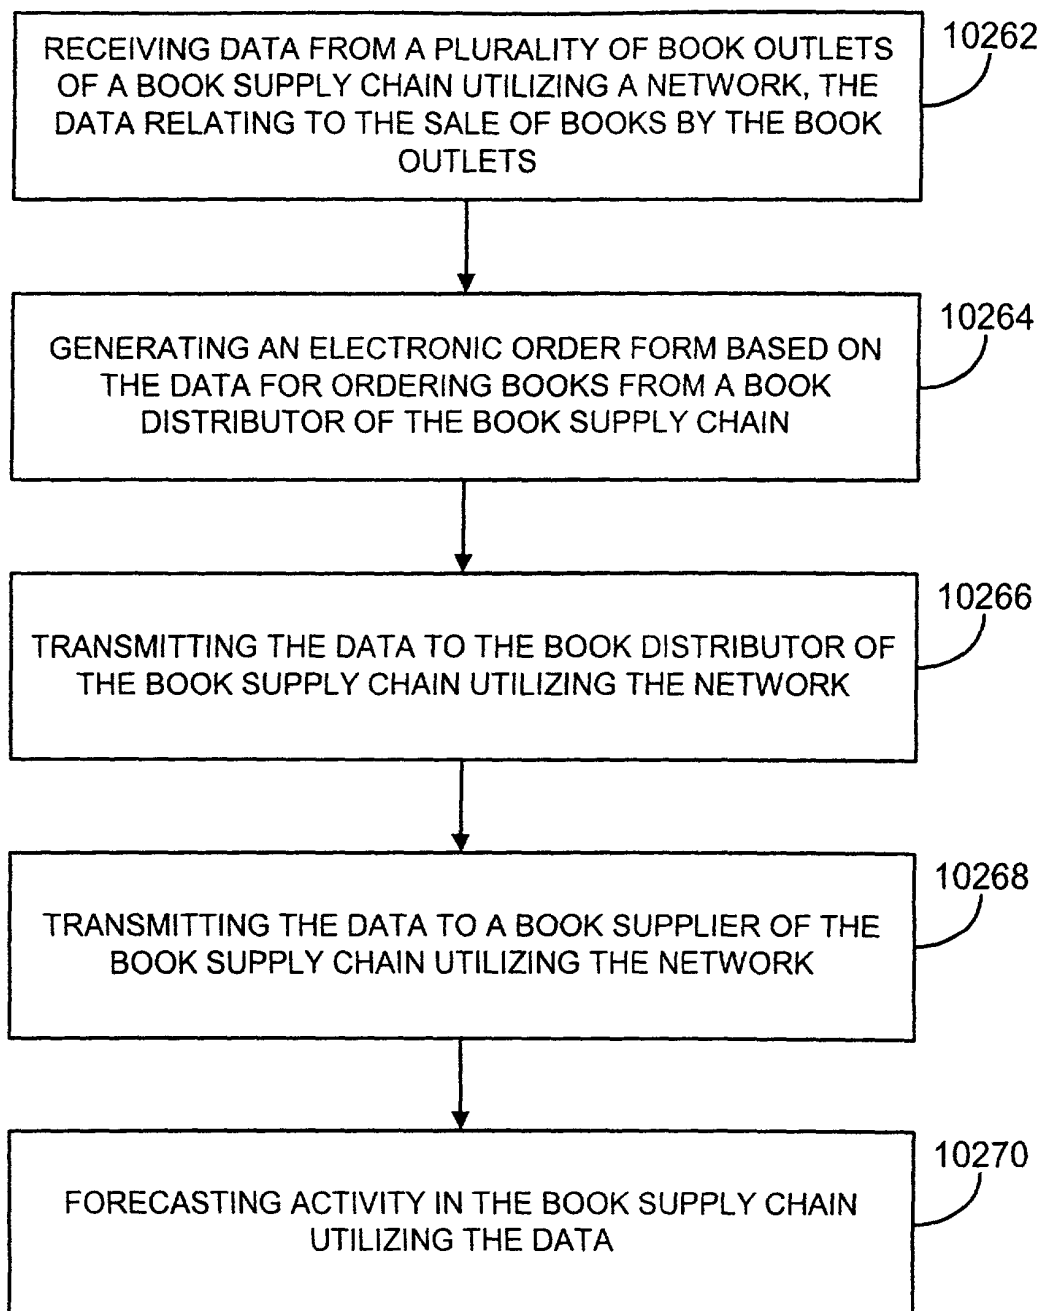 RECEIVING DATA FROM A PLURALITY OF BOOK OUTLETS
OF A BOOK SUPPLY CHAIN UTILIZING A NETWORK, THE
DATA RELATING TO THE SALE OF BOOKS BY THE BOOK
OUTLETS
10262
GENERATING AN ELECTRONIC ORDER FORM BASED ON
THE DATA FOR ORDERING BOOKS FROM A BOOK
DISTRIBUTOR OF THE BOOK SUPPLY CHAIN
10264
TRANSMITTING THE DATA TO THE BOOK DISTRIBUTOR OF
THE BOOK SUPPLY CHAIN UTILIZING THE NETWORK
10266
TRANSMITTING THE DATA TO A BOOK SUPPLIER OF THE
BOOK SUPPLY CHAIN UTILIZING THE NETWORK
10268
FORECASTING ACTIVITY IN THE BOOK SUPPLY CHAIN
UTILIZING THE DATA
10270